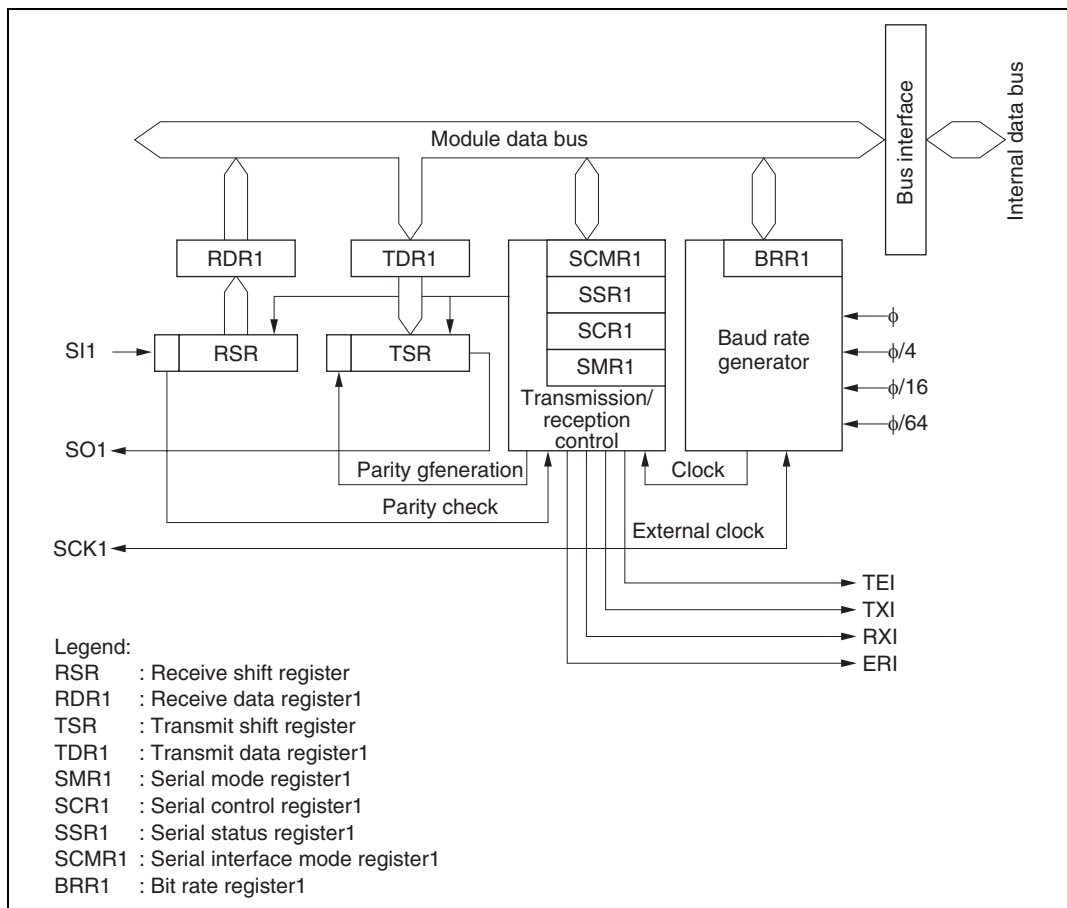 Bus interface
Internal data bus
Module data bus
RDR1
TDR1
SCMR1
BRR1
SSR1
SCR1
SMR1
Transmission/
reception
control
Baud rate
generator
ϕ
ϕ/4
ϕ/16
ϕ/64
SI1
RSR
TSR
SO1
Parity gfeneration
Clock
Parity check
External clock
SCK1
TEI
TXI
RXI
ERI
Legend:
RSR : Receive shift register
RDR1 : Receive data register1
TSR : Transmit shift register
TDR1 : Transmit data register1
SMR1 : Serial mode register1
SCR1 : Serial control register1
SSR1 : Serial status register1
SCMR1 : Serial interface mode register1
BRR1 : Bit rate register1